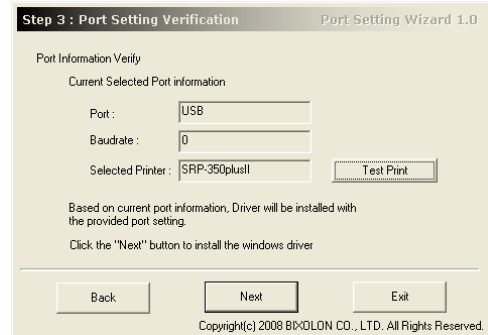 Step 3 : Port Setting Verification Port Setting Wizard 1.0
Port Information Verify
Current Selected Port information
Port : USB
Baudrate : 0
Selected Printer : SRP-350plusII Test Print
Based on current port information, Driver will be installed with
the provided port setting.
Click the "Next" button to install the windows driver
Back Next Exit
Copyright(c) 2008 BIXOLON CO., LTD. All Rights Reserved.